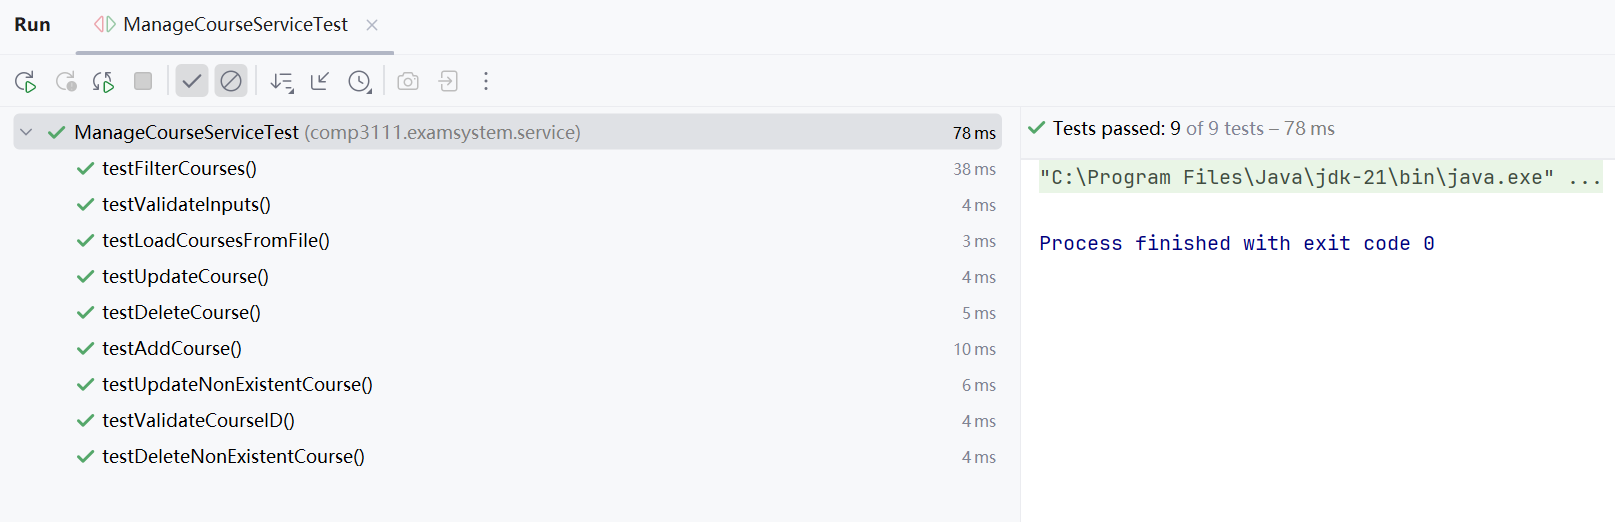 Run ManageCourseServiceTest
ManageCourseServiceTest (comp3111.examsystem.service) 78 ms
testFilterCourses() 38 ms
testValidateInputs() 4 ms
testLoadCoursesFromFile() 3 ms
testUpdateCourse() 4 ms
testDeleteCourse() 5 ms
testAddCourse() 10 ms
testUpdateNonExistentCourse() 6 ms
testValidateCourseID() 4 ms
testDeleteNonExistentCourse() 4 ms
Tests passed: 9 of 9 tests – 78 ms
"C:\Program Files\Java\jdk-21\bin\java.exe" ...
Process finished with exit code 0